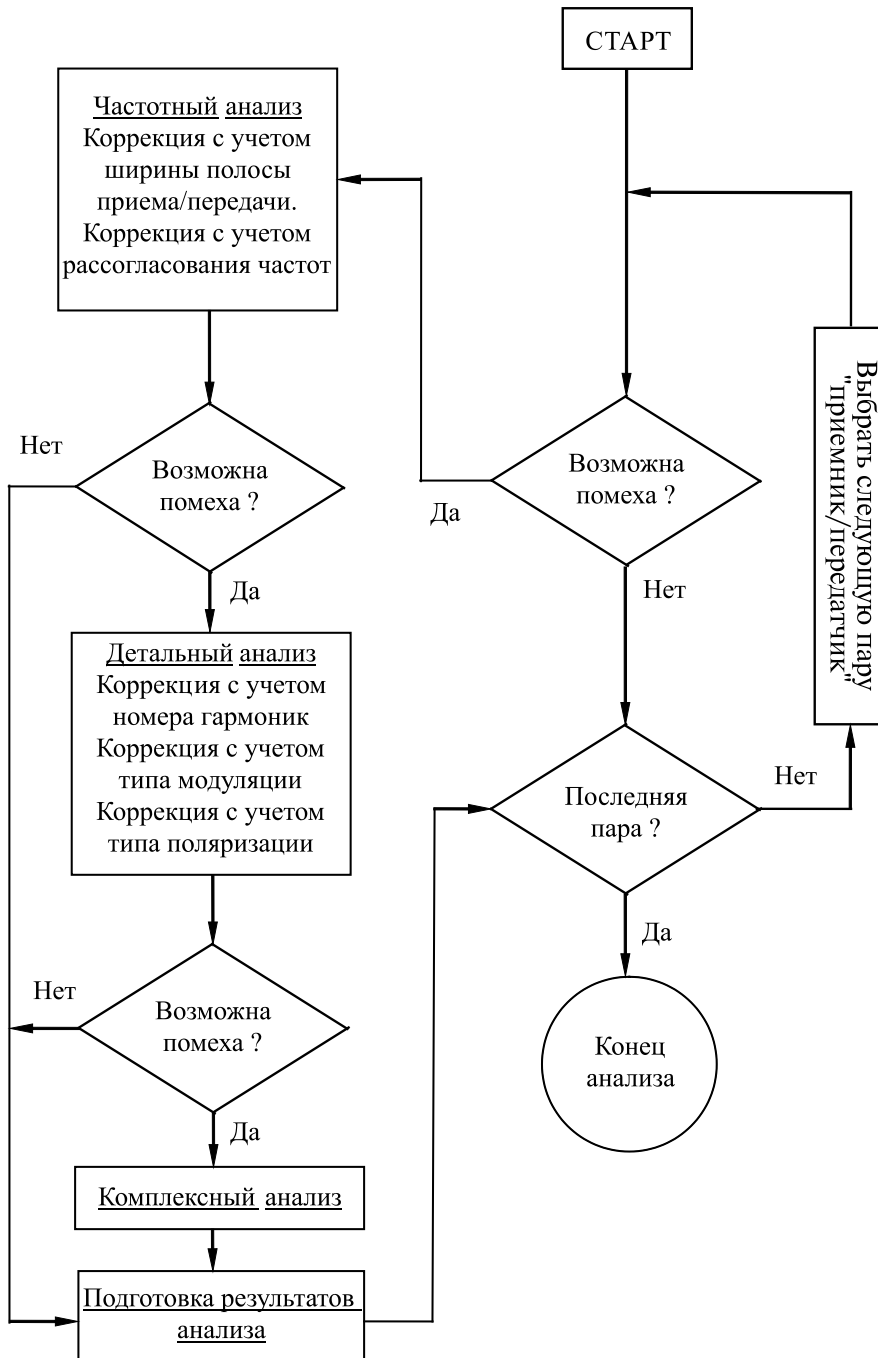 СТАРТ
Частотный анализ
Коррекция с учетом
ширины полосы
приема/передачи.
Коррекция с учетом
рассогласования частот
Выбрать следующую пару
"приемник/передатчик"
Нет
Возможна
помеха ?
Возможна
помеха ?
Да
Да
Нет
Детальный анализ
Коррекция с учетом
номера гармоник
Коррекция с учетом
типа модуляции
Коррекция с учетом
типа поляризации
Последняя
пара ?
Нет
Да
Нет
Возможна
помеха ?
Конец
анализа
Да
Комплексный анализ
Подготовка результатов
анализа